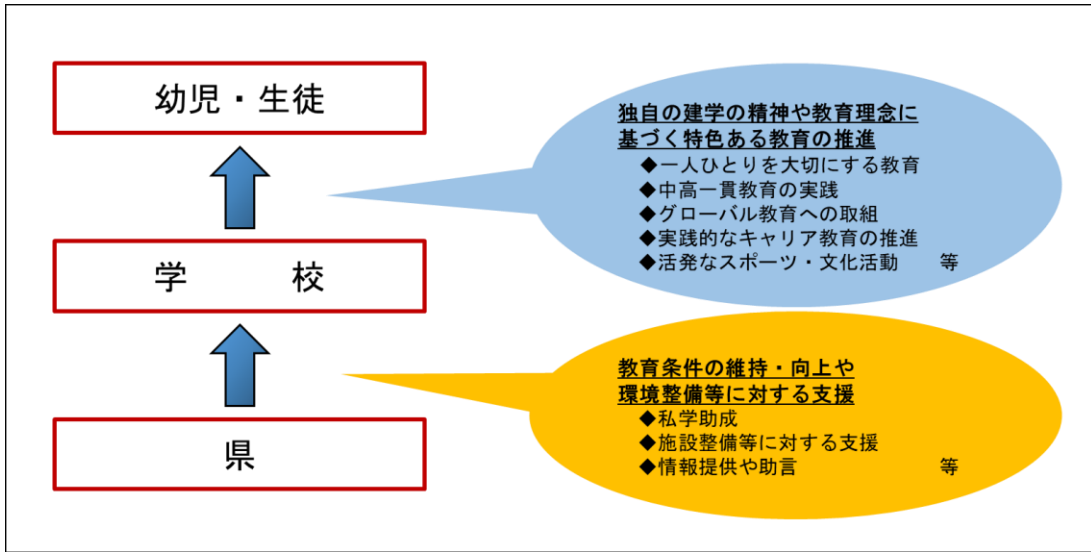 幼児・生徒
独自の建学の精神や教育理念に
基づく特色ある教育の推進
◆一人ひとりを大切にする教育
◆中高一貫教育の実践
◆グローバル教育への取組
◆実践的なキャリア教育の推進
◆活発なスポーツ・文化活動　等
学　校
教育条件の維持・向上や
環境整備等に対する支援
◆私学助成
◆施設整備等に対する支援
◆情報提供や助言　等
県